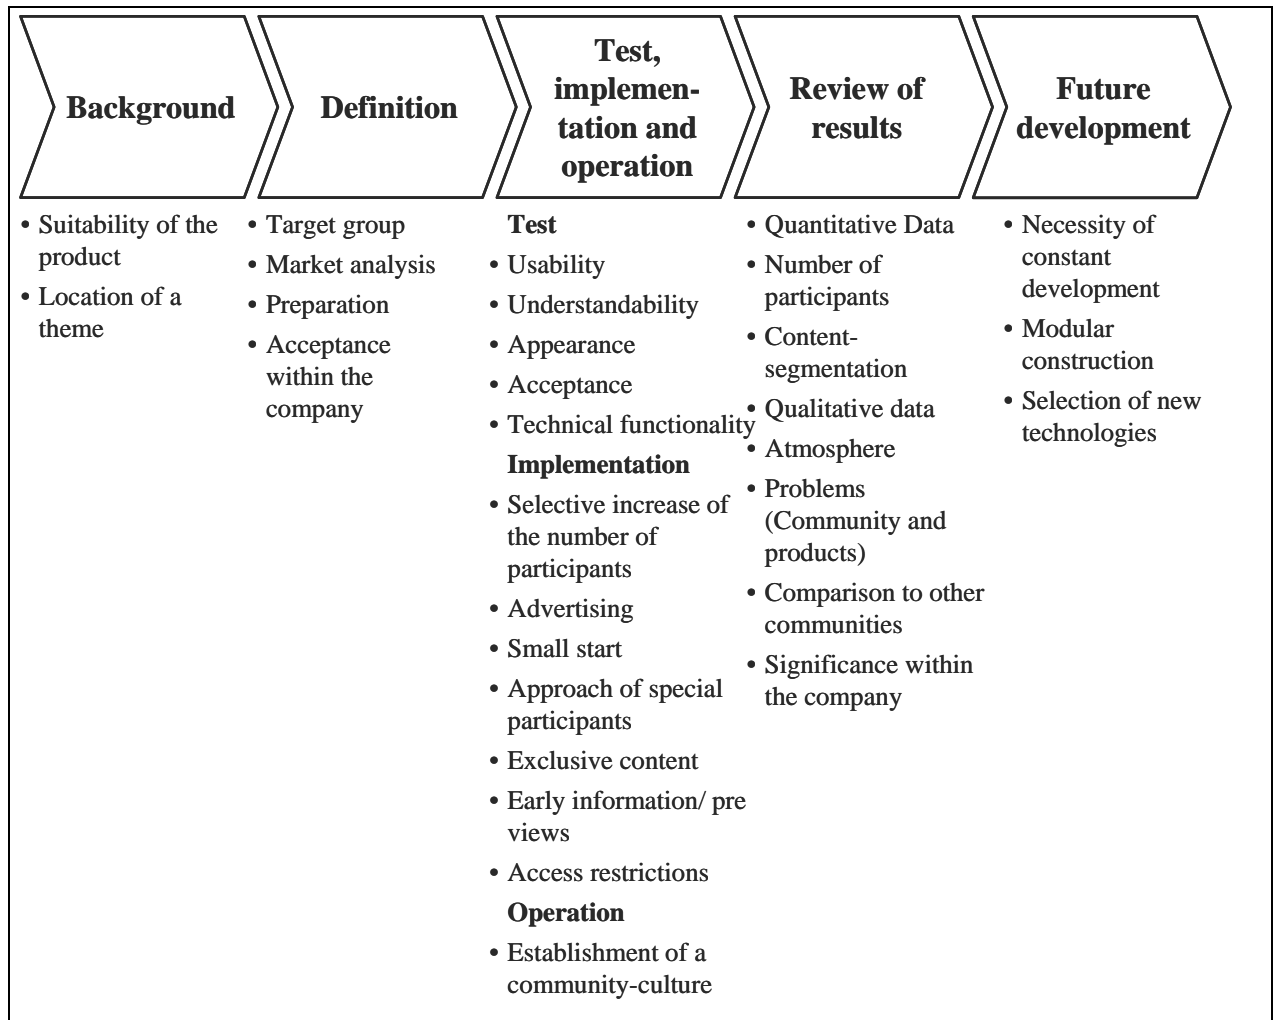 Background
Definition
Test,
implemen-
tation and
operation
Review of
results
Future
development
• Suitability of the
product
• Location of a
theme
• Target group
• Market analysis
• Preparation
• Acceptance
within the
company
Test
• Usability
• Understandability
• Appearance
• Acceptance
• Technical functionality
Implementation
• Selective increase of
the number of
participants
• Advertising
• Small start
• Approach of special
participants
• Exclusive content
• Early information/ pre
views
• Access restrictions
Operation
• Establishment of a
community-culture
• Quantitative Data
• Number of
participants
• Content-
segmentation
• Qualitative data
• Atmosphere
• Problems
(Community and
products)
• Comparison to other
communities
• Significance within
the company
• Necessity of
constant
development
• Modular
construction
• Selection of new
technologies